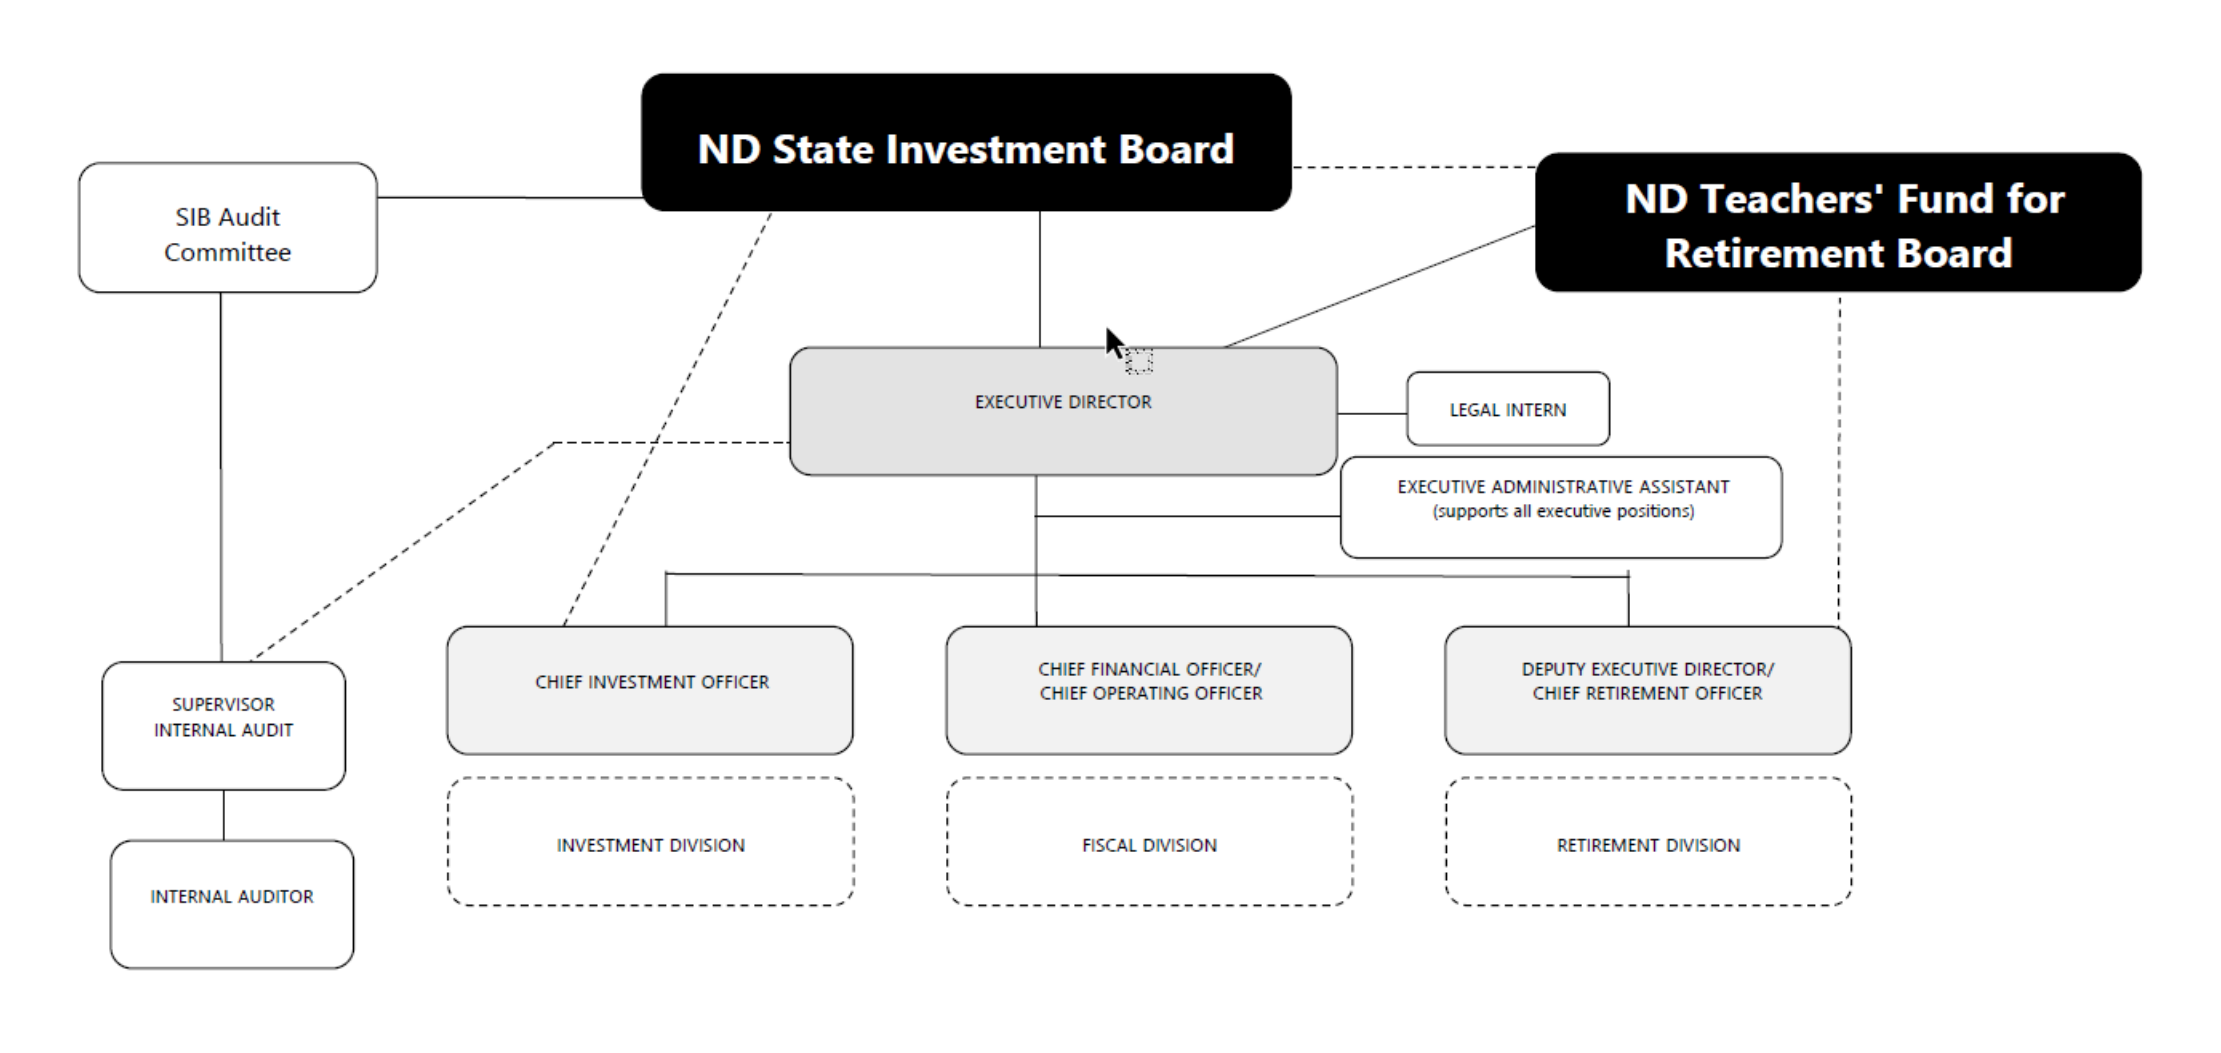 ND State Investment Board
ND Teachers' Fund for
Retirement Board
SIB Audit
Committee
EXECUTIVE DIRECTOR
LEGAL INTERN
EXECUTIVE ADMINISTRATIVE ASSISTANT
(supports all executive positions)
SUPERVISOR
INTERNAL AUDIT
CHIEF INVESTMENT OFFICER
CHIEF FINANCIAL OFFICER/
CHIEF OPERATING OFFICER
DEPUTY EXECUTIVE DIRECTOR/
CHIEF RETIREMENT OFFICER
INTERNAL AUDITOR
INVESTMENT DIVISION
FISCAL DIVISION
RETIREMENT DIVISION